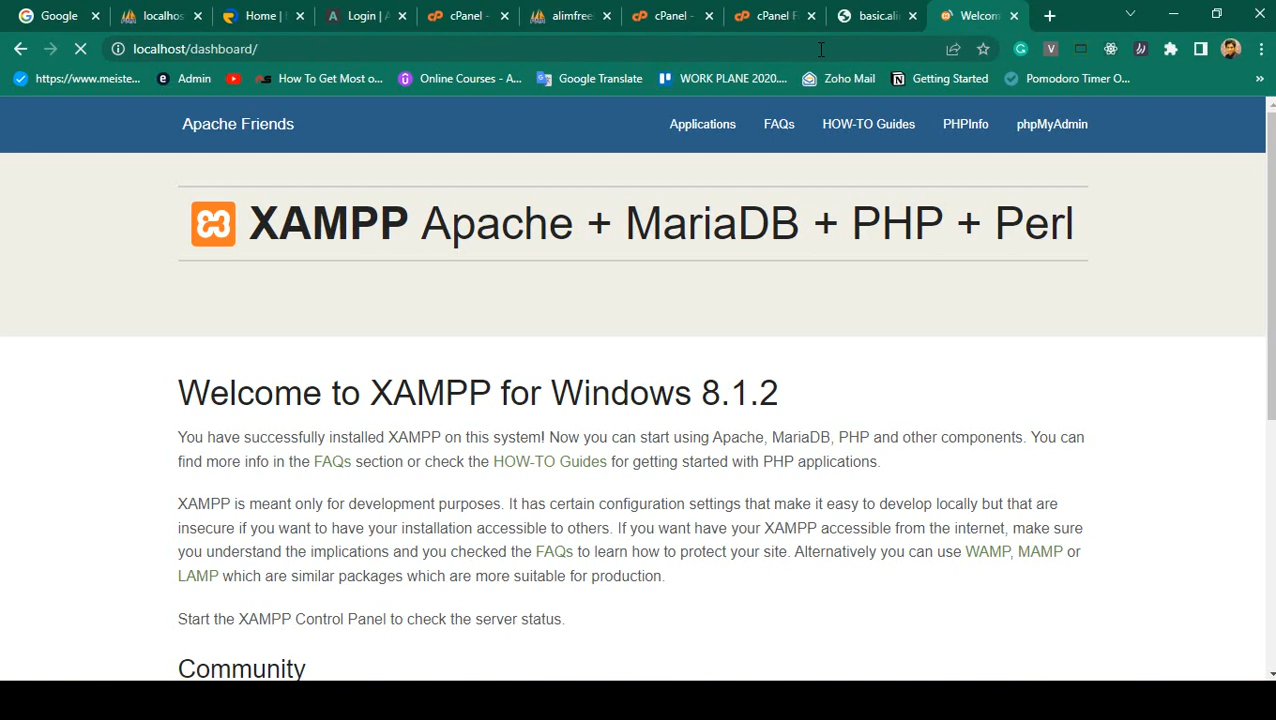 Google
localhos
Home |
Login |
cPanel -
alimfree
cPanel -
cPanel F
basic.ali
Welcom
localhost/dashboard/
https://www.meiste...
Admin
How To Get Most o...
Online Courses - A...
Google Translate
WORK PLANE 2020....
Zoho Mail
Getting Started
Pomodoro Timer O...
»
Apache Friends
Applications
FAQs
HOW-TO Guides
PHPInfo
phpMyAdmin
XAMPP Apache + MariaDB + PHP + Perl
Welcome to XAMPP for Windows 8.1.2
You have successfully installed XAMPP on this system! Now you can start using Apache, MariaDB, PHP and other components. You can
find more info in the FAQs section or check the HOW-TO Guides for getting started with PHP applications.
XAMPP is meant only for development purposes. It has certain configuration settings that make it easy to develop locally but that are
insecure if you want to have your installation accessible to others. If you want have your XAMPP accessible from the internet, make sure
you understand the implications and you checked the FAQs to learn how to protect your site. Alternatively you can use WAMP, MAMP or
LAMP which are similar packages which are more suitable for production.
Start the XAMPP Control Panel to check the server status.
Community